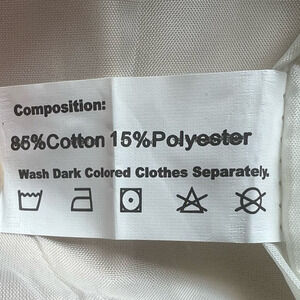 Composition:
85%Cotton 15%Polyester
Wash Dark Colored Clothes Separately.